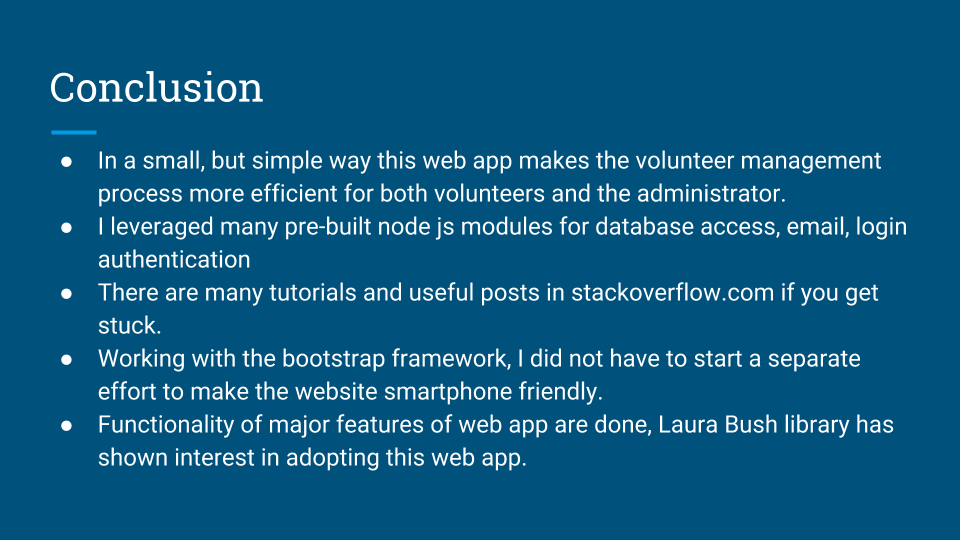 Conclusion
● In a small, but simple way this web app makes the volunteer management
process more efficient for both volunteers and the administrator.
● I leveraged many pre-built node js modules for database access, email, login
authentication
● There are many tutorials and useful posts in stackoverflow.com if you get
stuck.
● Working with the bootstrap framework, I did not have to start a separate
effort to make the website smartphone friendly.
● Functionality of major features of web app are done, Laura Bush library has
shown interest in adopting this web app.